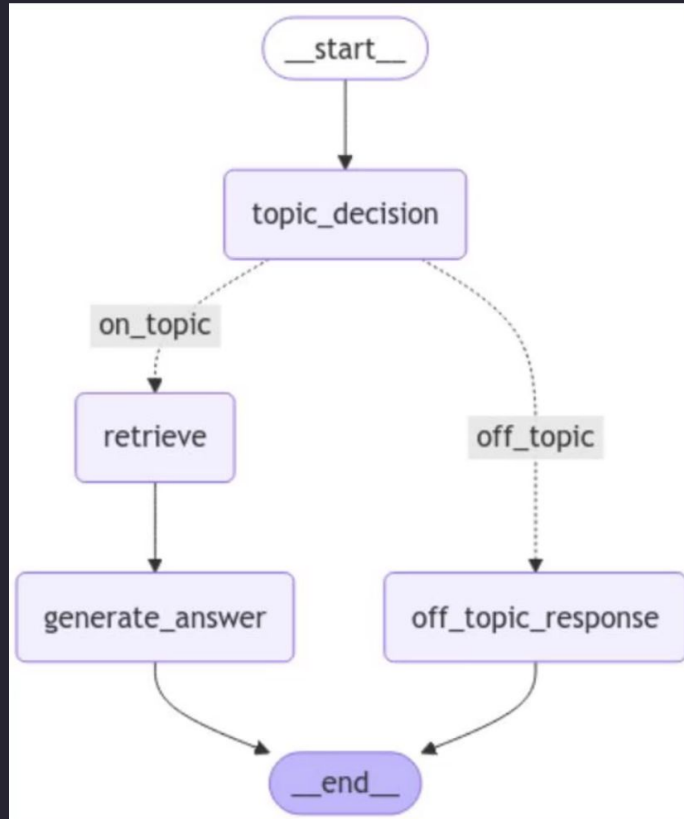 __start__
topic_decision
on_topic
retrieve
off_topic
generate_answer
off_topic_response
__end__